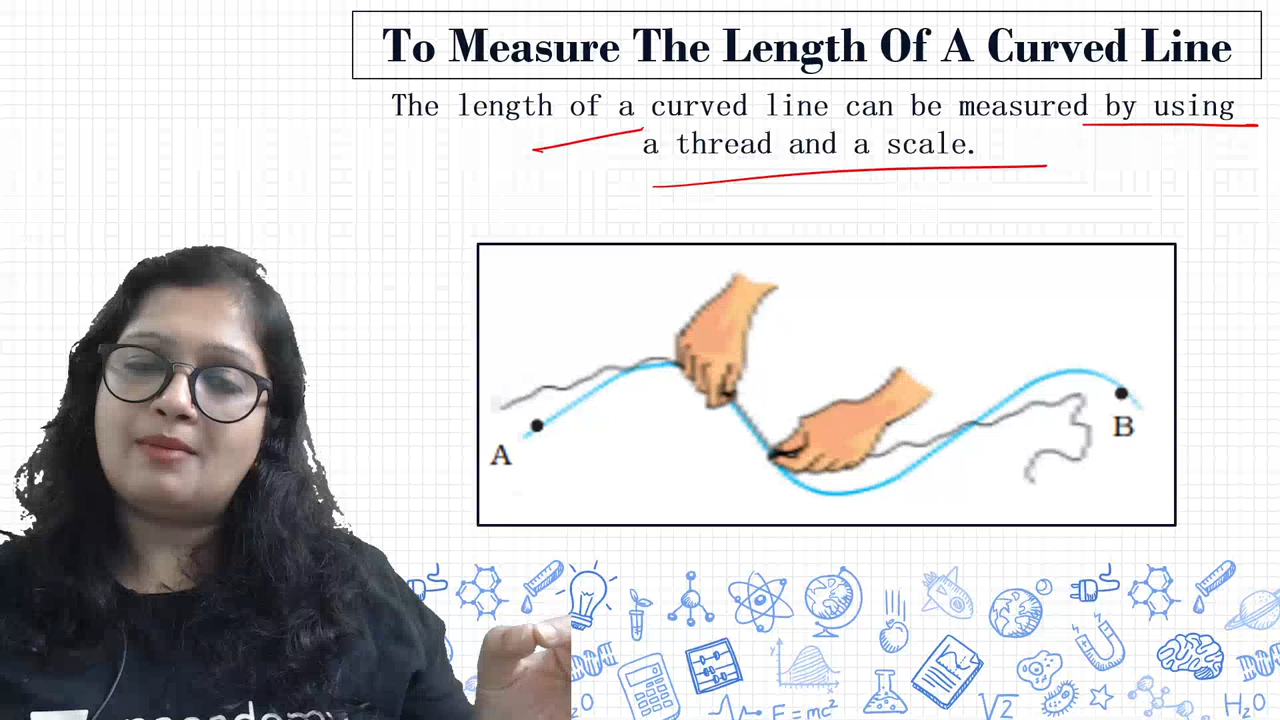 To Measure The Length Of A Curved Line
The length of a curved line can be measured by using
a thread and a scale.
A
B
E = mc²
√2
H₂O